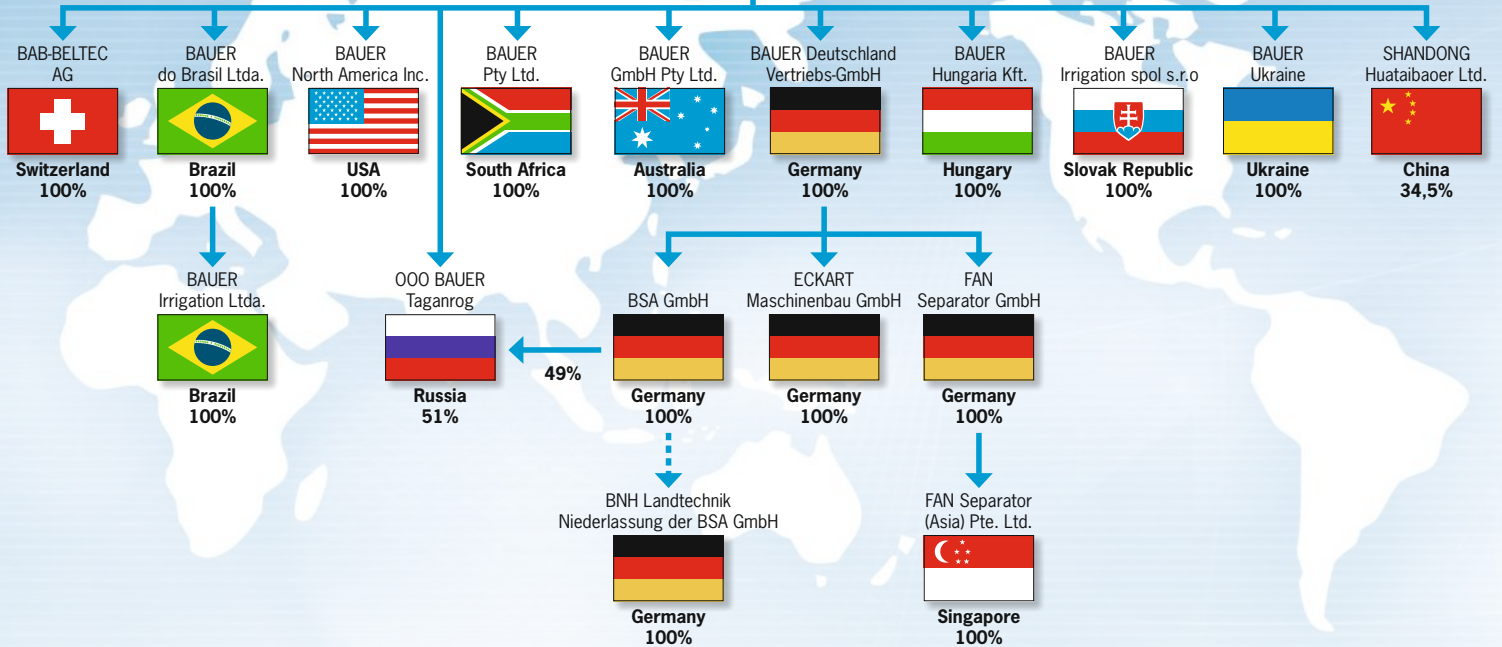 BAB-BELTEC
AG
Switzerland
100%
BAUER
do Brasil Ltda.
Brazil
100%
BAUER
North America Inc.
USA
100%
BAUER
Pty Ltd.
South Africa
100%
BAUER
GmbH Pty Ltd.
Australia
100%
BAUER Deutschland
Vertriebs-GmbH
Germany
100%
BAUER
Hungaria Kft.
Hungary
100%
BAUER
Irrigation spol s.r.o
Slovak Republic
100%
BAUER
Ukraine
Ukraine
100%
SHANDONG
Huataibaoer Ltd.
China
34,5%
BAUER
Irrigation Ltda.
Brazil
100%
OOO BAUER
Taganrog
Russia
51%
49%
BSA GmbH
Germany
100%
ECKART
Maschinenbau GmbH
Germany
100%
FAN
Separator GmbH
Germany
100%
BNH Landtechnik
Niederlassung der BSA GmbH
Germany
100%
FAN Separator
(Asia) Pte. Ltd.
Singapore
100%